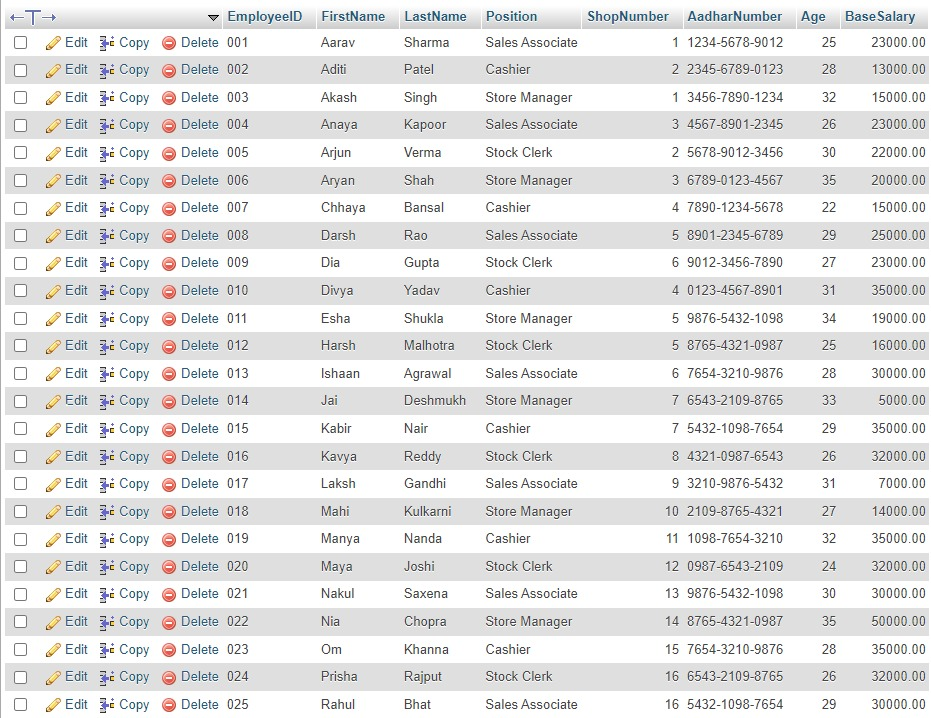 EmployeeID FirstName LastName Position ShopNumber AadharNumber Age BaseSalary
Edit Copy Delete 001 Aarav Sharma Sales Associate 1 1234-5678-9012 25 23000.00
Edit Copy Delete 002 Aditi Patel Cashier 2 2345-6789-0123 28 13000.00
Edit Copy Delete 003 Akash Singh Store Manager 1 3456-7890-1234 32 15000.00
Edit Copy Delete 004 Anaya Kapoor Sales Associate 3 4567-8901-2345 26 23000.00
Edit Copy Delete 005 Arjun Verma Stock Clerk 2 5678-9012-3456 30 22000.00
Edit Copy Delete 006 Aryan Shah Store Manager 3 6789-0123-4567 35 20000.00
Edit Copy Delete 007 Chhaya Bansal Cashier 4 7890-1234-5678 22 15000.00
Edit Copy Delete 008 Darsh Rao Sales Associate 5 8901-2345-6789 29 25000.00
Edit Copy Delete 009 Dia Gupta Stock Clerk 6 9012-3456-7890 27 23000.00
Edit Copy Delete 010 Divya Yadav Cashier 4 0123-4567-8901 31 35000.00
Edit Copy Delete 011 Esha Shukla Store Manager 5 9876-5432-1098 34 19000.00
Edit Copy Delete 012 Harsh Malhotra Stock Clerk 5 8765-4321-0987 25 16000.00
Edit Copy Delete 013 Ishaan Agrawal Sales Associate 6 7654-3210-9876 28 30000.00
Edit Copy Delete 014 Jai Deshmukh Store Manager 7 6543-2109-8765 33 5000.00
Edit Copy Delete 015 Kabir Nair Cashier 7 5432-1098-7654 29 35000.00
Edit Copy Delete 016 Kavya Reddy Stock Clerk 8 4321-0987-6543 26 32000.00
Edit Copy Delete 017 Laksh Gandhi Sales Associate 9 3210-9876-5432 31 7000.00
Edit Copy Delete 018 Mahi Kulkarni Store Manager 10 2109-8765-4321 27 14000.00
Edit Copy Delete 019 Manya Nanda Cashier 11 1098-7654-3210 32 35000.00
Edit Copy Delete 020 Maya Joshi Stock Clerk 12 0987-6543-2109 24 32000.00
Edit Copy Delete 021 Nakul Saxena Sales Associate 13 9876-5432-1098 30 30000.00
Edit Copy Delete 022 Nia Chopra Store Manager 14 8765-4321-0987 35 50000.00
Edit Copy Delete 023 Om Khanna Cashier 15 7654-3210-9876 28 35000.00
Edit Copy Delete 024 Prisha Rajput Stock Clerk 16 6543-2109-8765 26 32000.00
Edit Copy Delete 025 Rahul Bhat Sales Associate 16 5432-1098-7654 29 30000.00